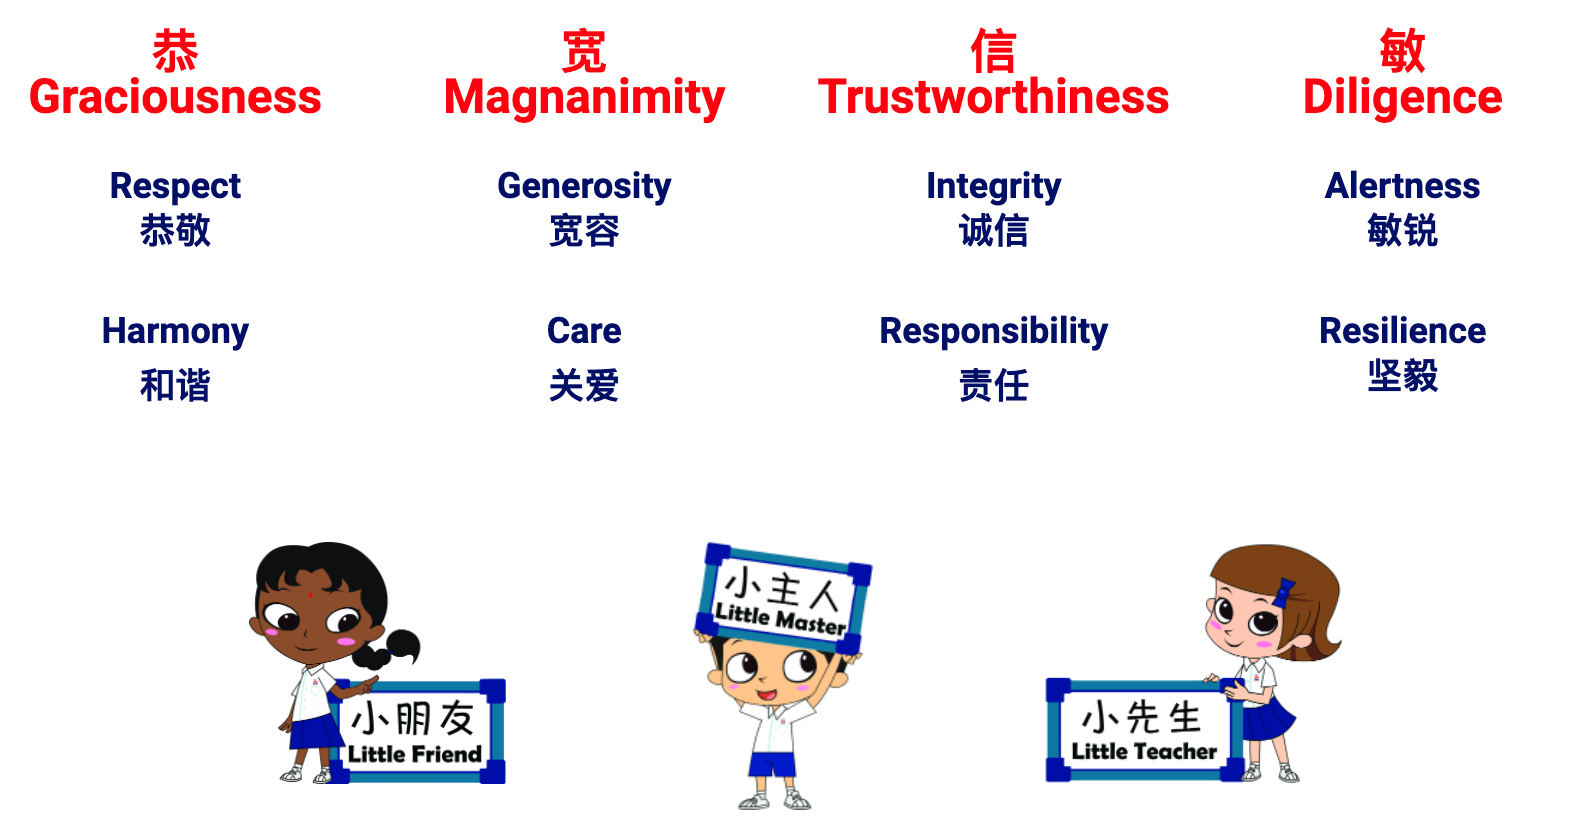 恭
Graciousness
Respect
恭敬
Harmony
和谐
宽
Magnanimity
Generosity
宽容
Care
关爱
信
Trustworthiness
Integrity
诚信
Responsibility
责任
敏
Diligence
Alertness
敏锐
Resilience
坚毅
小朋友
Little Friend
小主人
Little Master
小先生
Little Teacher